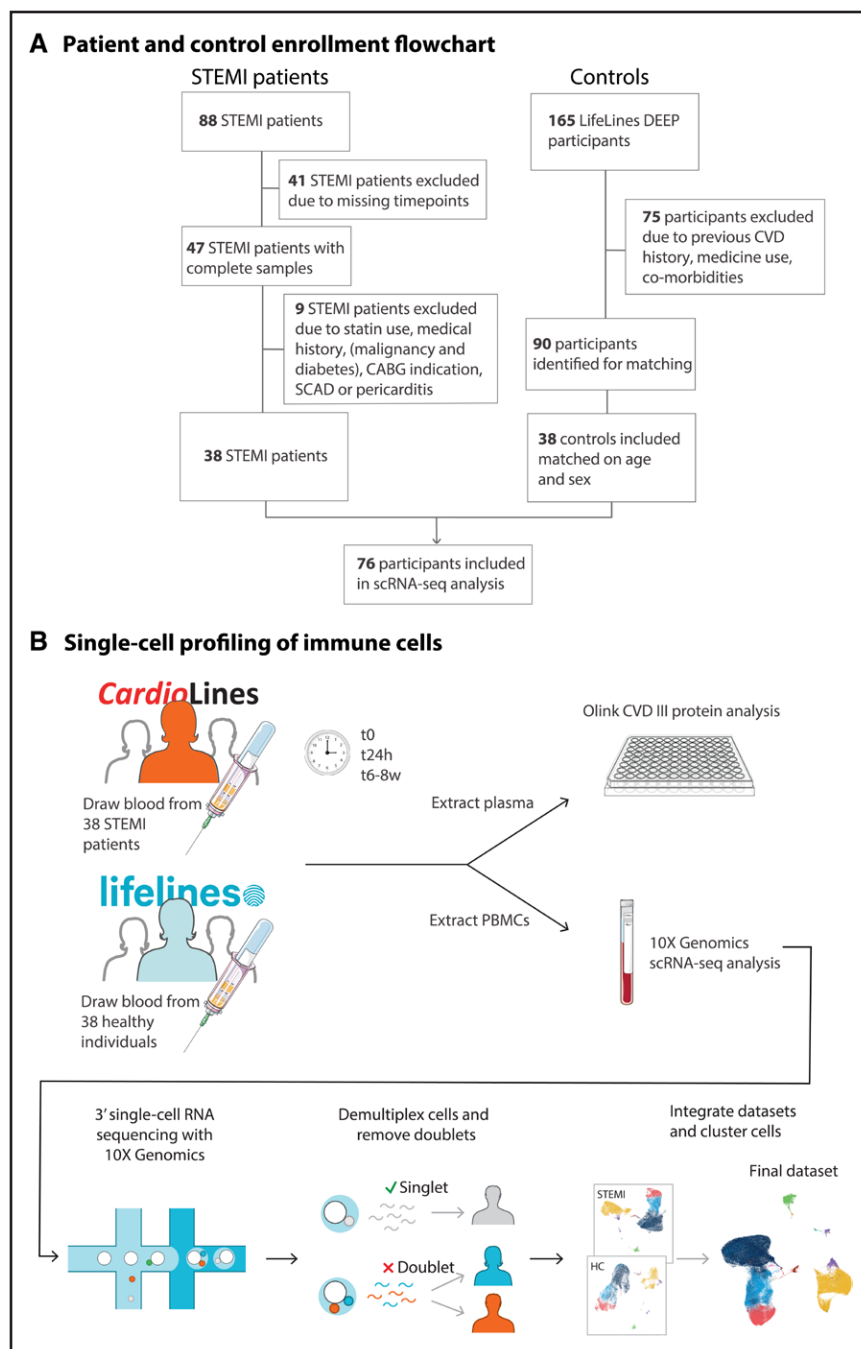 A Patient and control enrollment flowchart
STEMI patients
Controls
88 STEMI patients
165 LifeLines DEEP
participants
41 STEMI patients excluded
due to missing timepoints
75 participants excluded
due to previous CVD
history, medicine use,
co-morbidities
47 STEMI patients with
complete samples
9 STEMI patients excluded
due to statin use, medical
history, (malignancy and
diabetes), CABG indication,
SCAD or pericarditis
90 participants
identified for matching
38 STEMI patients
38 controls included
matched on age
and sex
76 participants included
in scRNA-seq analysis
B Single-cell profiling of immune cells
CardioLines
t0
t24h
t6-8w
Draw blood from
38 STEMI
patients
Olink CVD III protein analysis
Extract plasma
lifelines
Extract PBMCs
10X Genomics
scRNA-seq analysis
Draw blood from
38 healthy
individuals
3' single-cell RNA
sequencing with
10X Genomics
Demultiplex cells and
remove doublets
Singlet
Doublet
Integrate datasets
and cluster cells
STEMI
HC
Final dataset